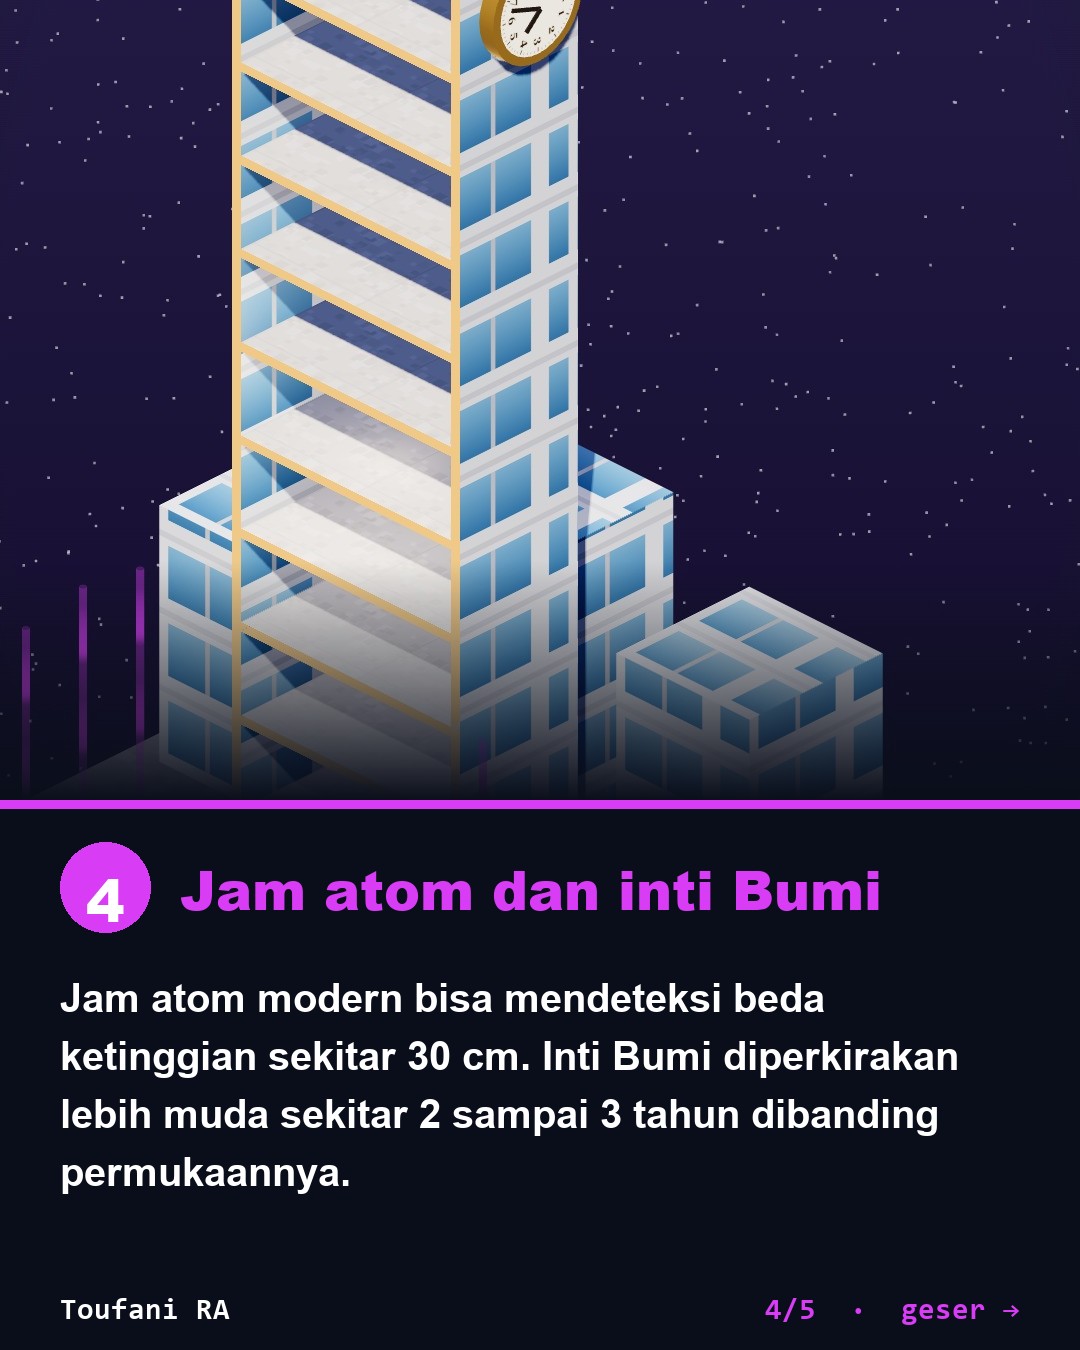 4 Jam atom dan inti Bumi
Jam atom modern bisa mendeteksi beda
ketinggian sekitar 30 cm. Inti Bumi diperkirakan
lebih muda sekitar 2 sampai 3 tahun dibanding
permukaannya.
Toufani RA
4/5 · geser →